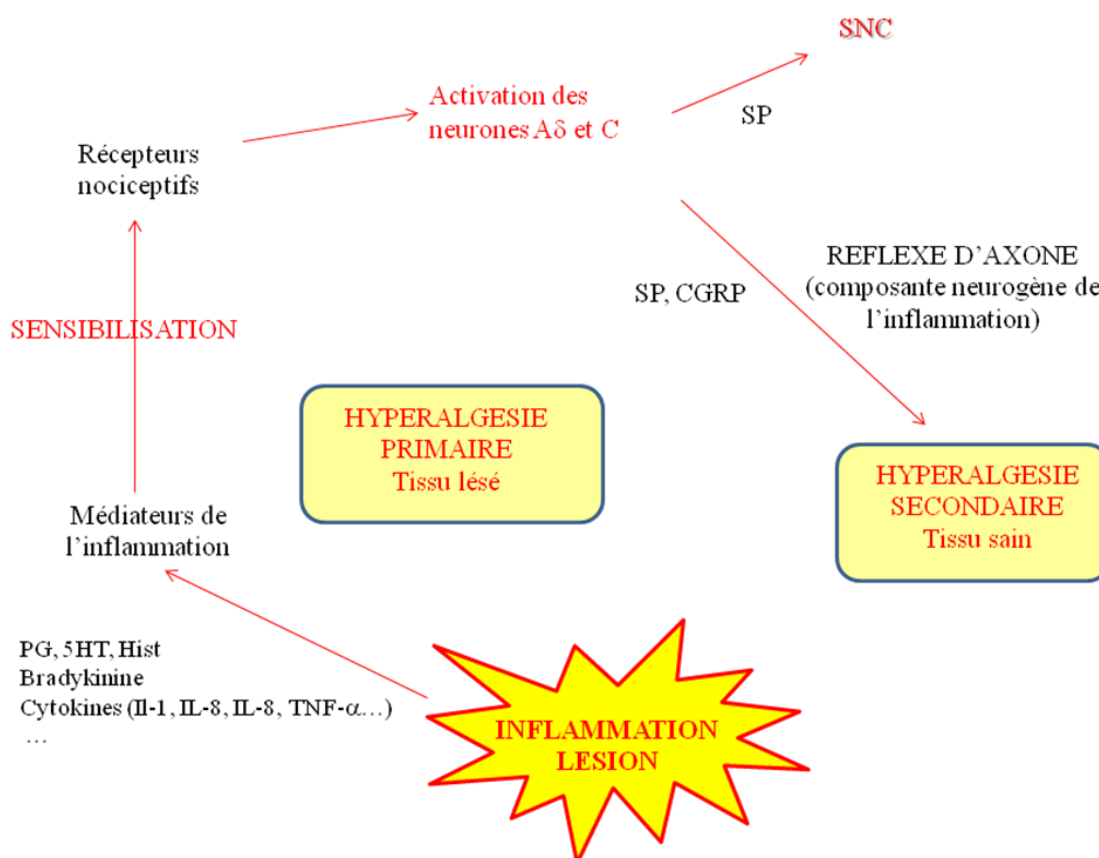 SNC
Activation des
neurones Aδ et C
SP
Récepteurs
nociceptifs
REFLEXE D'AXONE
(composante neurogène de
l'inflammation)
SP, CGRP
SENSIBILISATION
HYPERALGESIE
PRIMAIRE
Tissu lésé
HYPERALGESIE
SECONDAIRE
Tissu sain
Médiateurs de
l'inflammation
PG, 5HT, Hist
Bradykinine
Cytokines (Il-1, IL-8, IL-8, TNF-α...)
...
INFLAMMATION
LESION